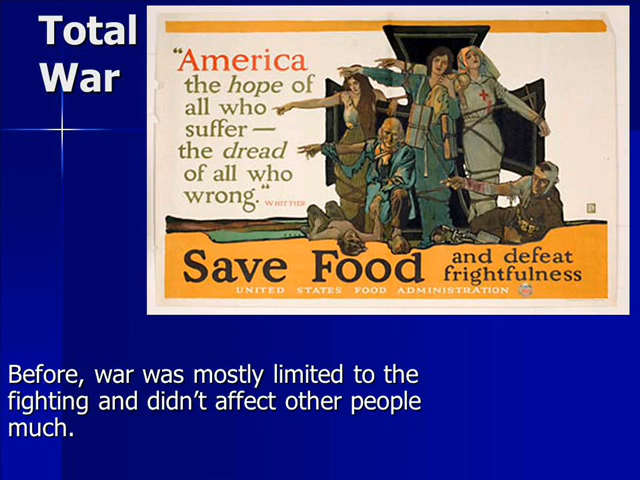 Total
War
“America
the hope of
all who
suffer —
the dread
of all who
wrong.”
WHITTIER
Save Food
and defeat
frightfulness
UNITED STATES FOOD ADMINISTRATION
Before, war was mostly limited to the
fighting and didn’t affect other people
much.